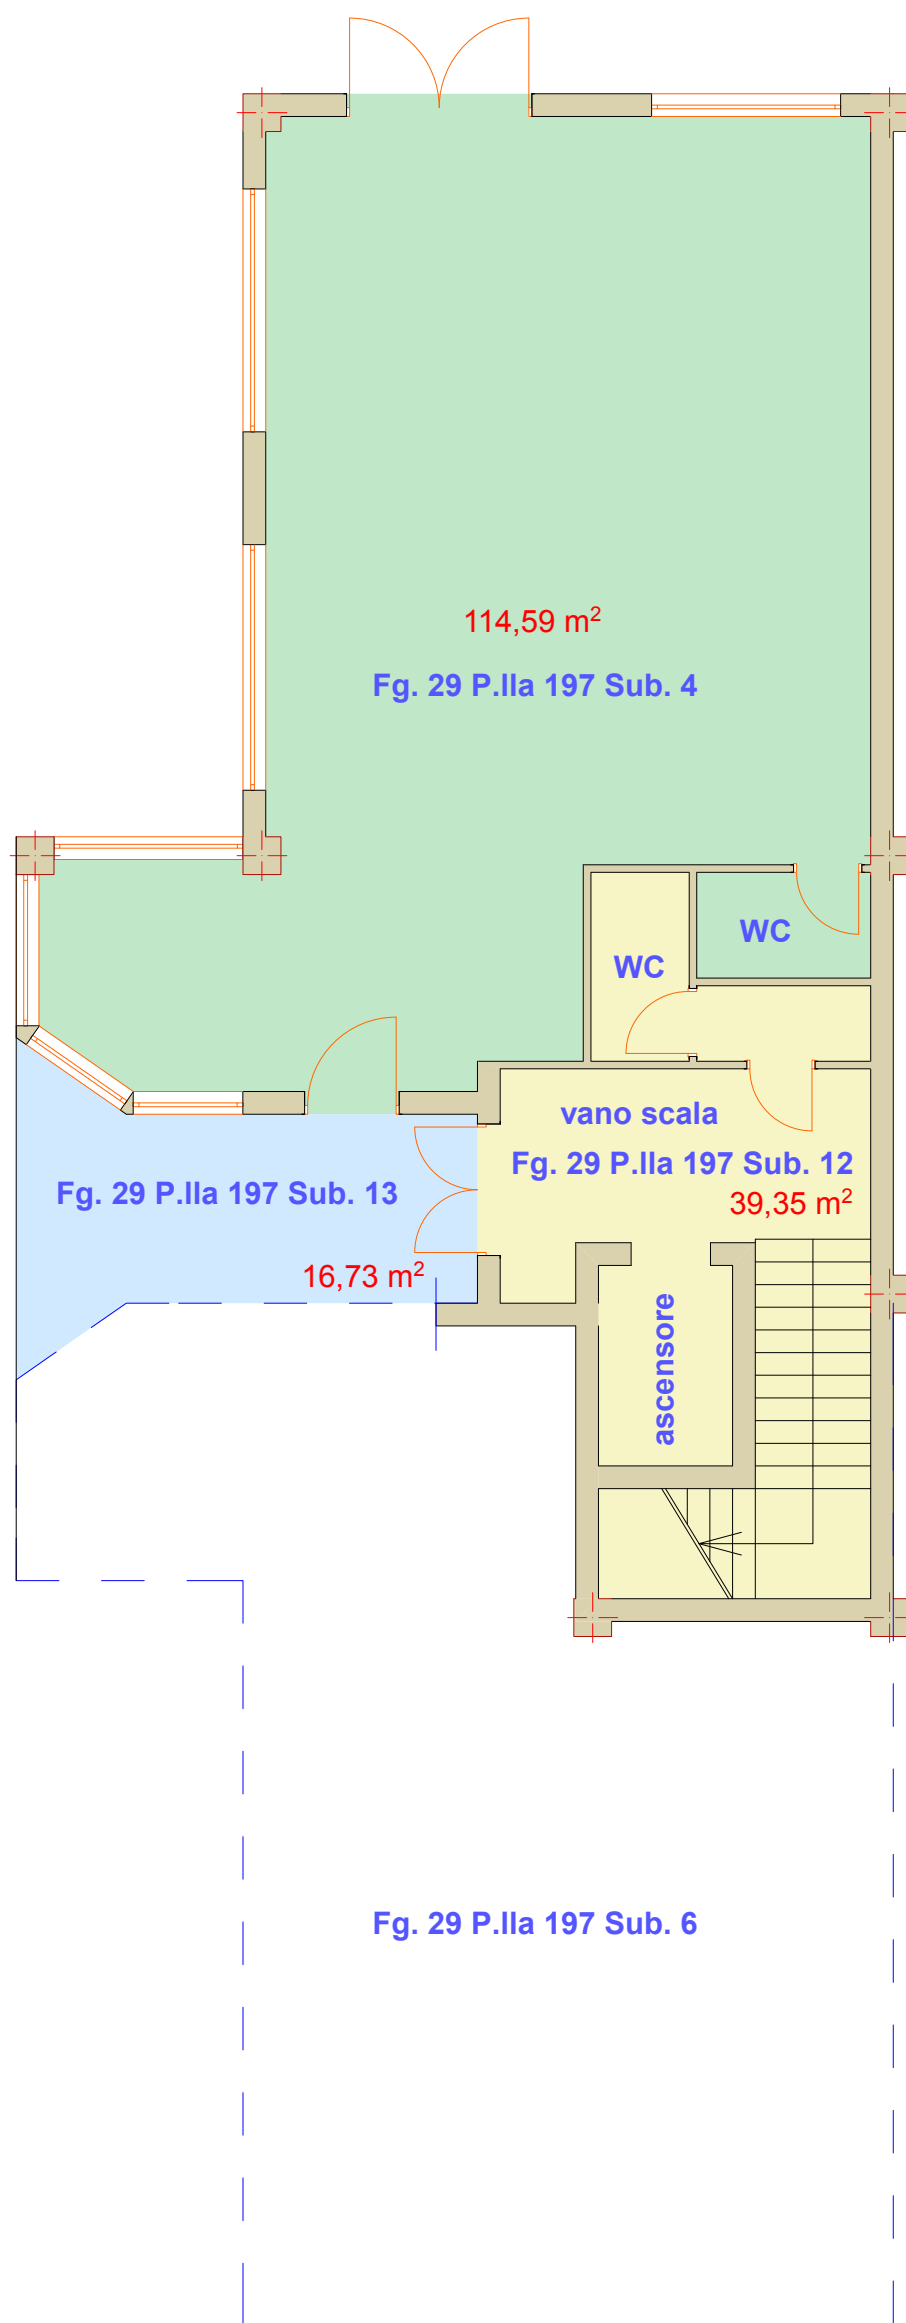 114,59 m²
Fg. 29 P.lla 197 Sub. 4
WC
WC
vano scala
Fg. 29 P.lla 197 Sub. 12
39,35 m²
Fg. 29 P.lla 197 Sub. 13
16,73 m²
ascensore
Fg. 29 P.lla 197 Sub. 6